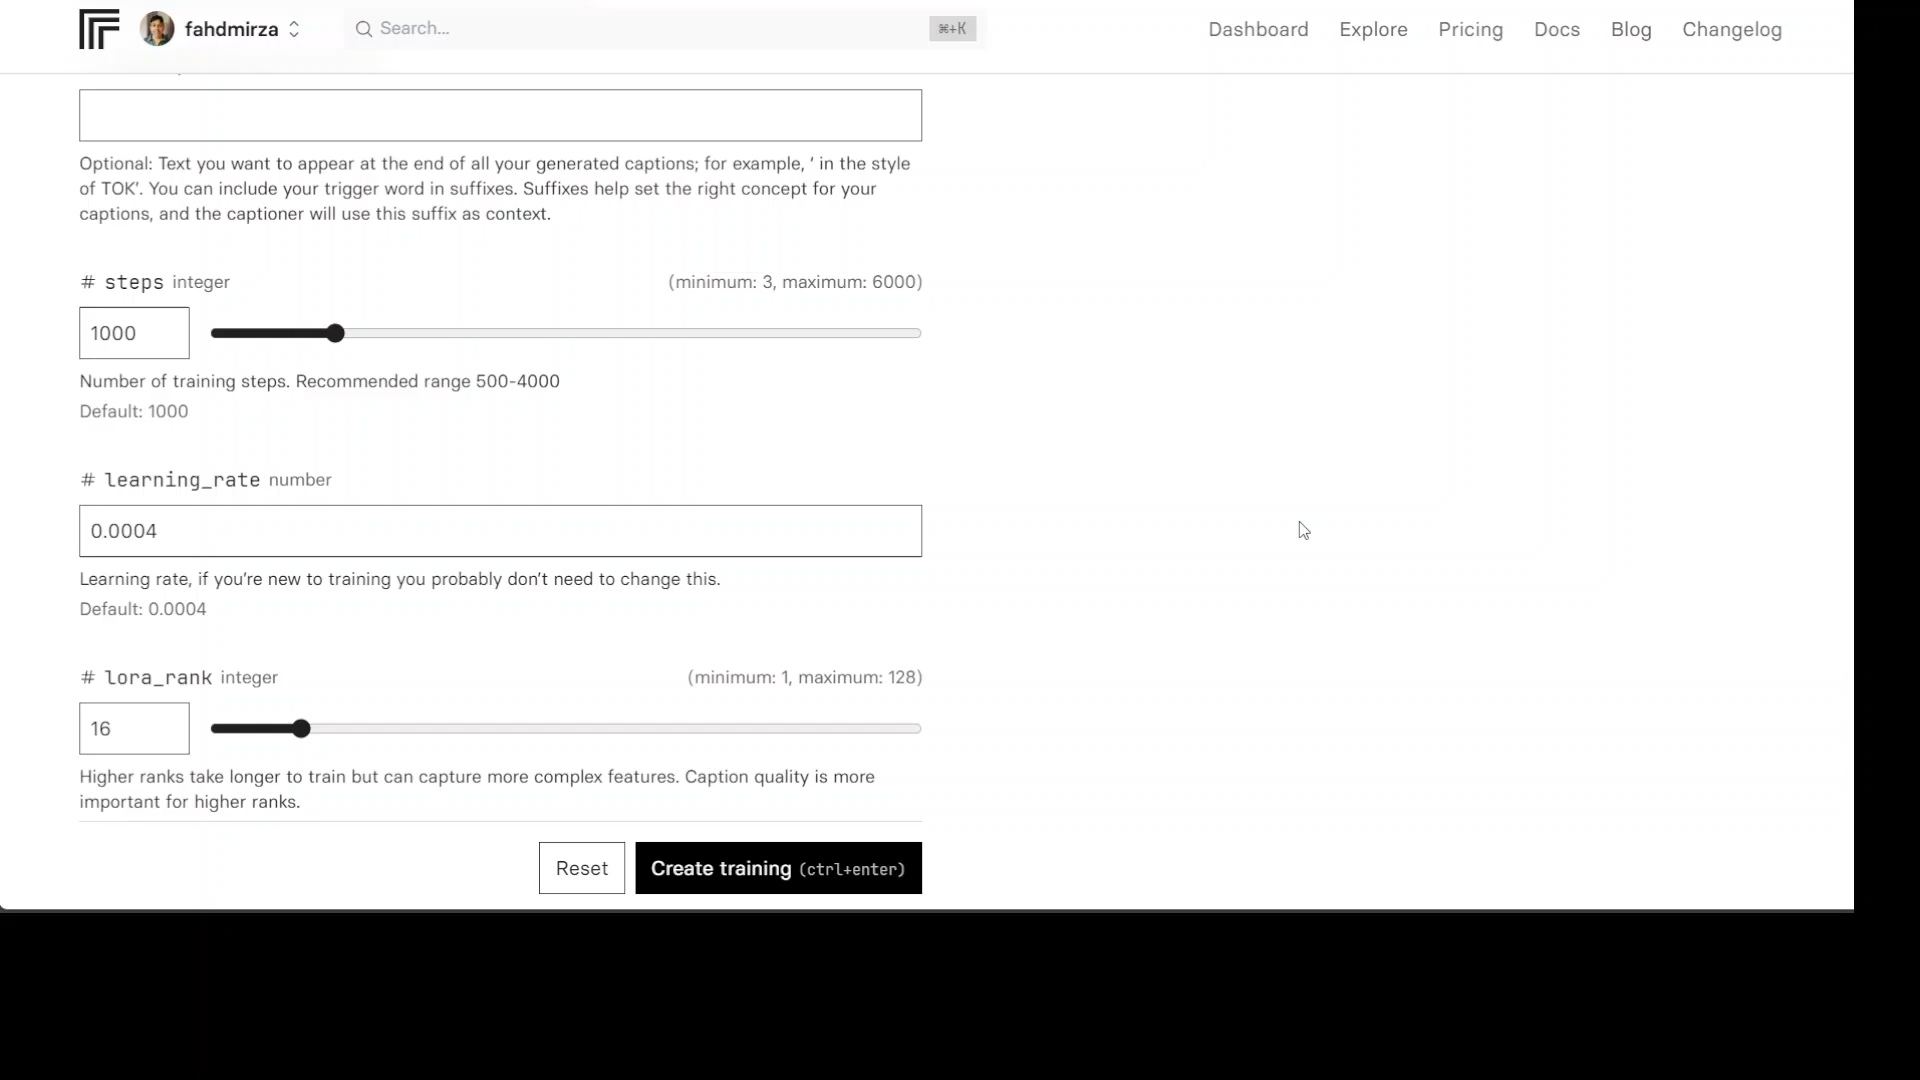 fahdmirza
Search...
⌘+K
Dashboard
Explore
Pricing
Docs
Blog
Changelog
Optional: Text you want to appear at the end of all your generated captions; for example, ‘ in the style
of TOK’. You can include your trigger word in suffixes. Suffixes help set the right concept for your
captions, and the captioner will use this suffix as context.
# steps integer
(minimum: 3, maximum: 6000)
1000
Number of training steps. Recommended range 500-4000
Default: 1000
# learning_rate number
0.0004
Learning rate, if you’re new to training you probably don’t need to change this.
Default: 0.0004
# lora_rank integer
(minimum: 1, maximum: 128)
16
Higher ranks take longer to train but can capture more complex features. Caption quality is more
important for higher ranks.
Reset
Create training (ctrl+enter)